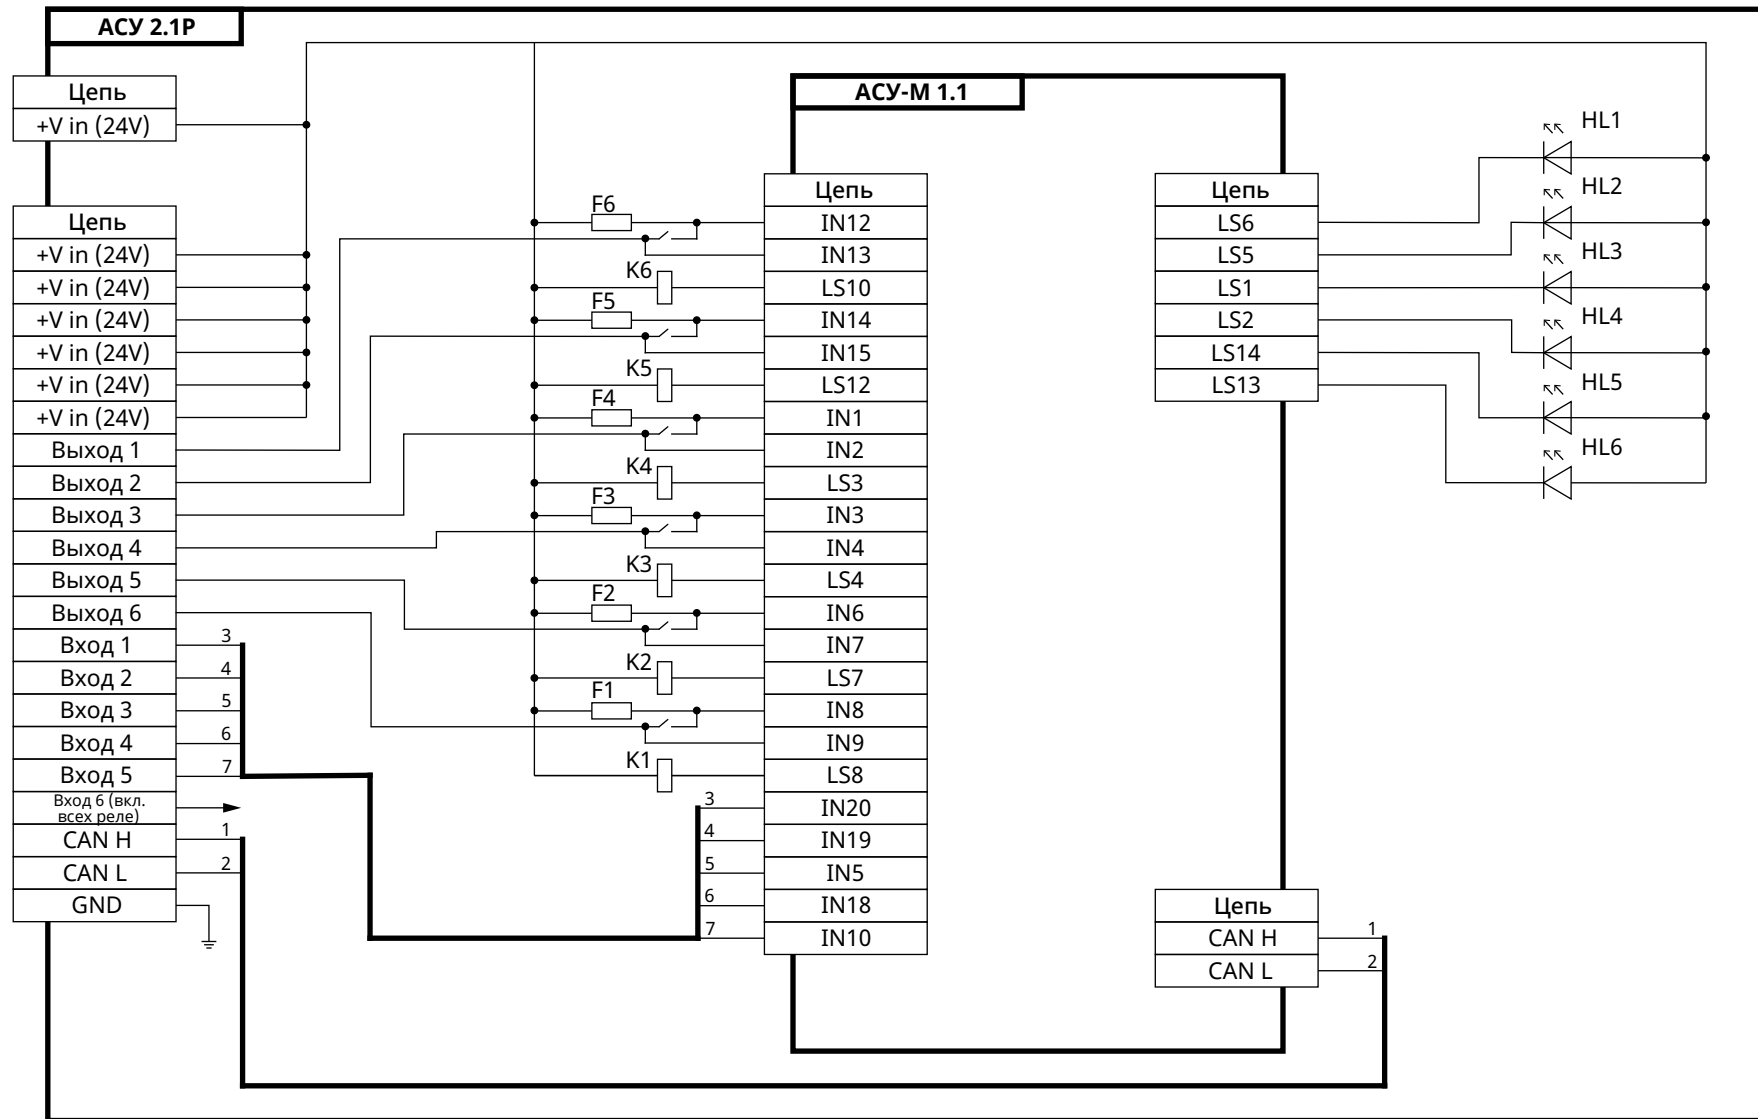 АСУ 2.1Р
Цепь
+V in (24V)
Цепь
+V in (24V)
+V in (24V)
+V in (24V)
+V in (24V)
+V in (24V)
+V in (24V)
Выход 1
Выход 2
Выход 3
Выход 4
Выход 5
Выход 6
Вход 1
Вход 2
Вход 3
Вход 4
Вход 5
Вход 6 (вкл.
всех реле)
CAN H
CAN L
GND
3
4
5
6
7
1
2
F6
K6
F5
K5
F4
K4
F3
K3
F2
K2
F1
K1
3
4
5
6
7
АСУ-М 1.1
Цепь
IN12
IN13
LS10
IN14
IN15
LS12
IN1
IN2
LS3
IN3
IN4
LS4
IN6
IN7
LS7
IN8
IN9
LS8
IN20
IN19
IN5
IN18
IN10
Цепь
LS6
LS5
LS1
LS2
LS14
LS13
HL1
HL2
HL3
HL4
HL5
HL6
Цепь
CAN H
CAN L
1
2